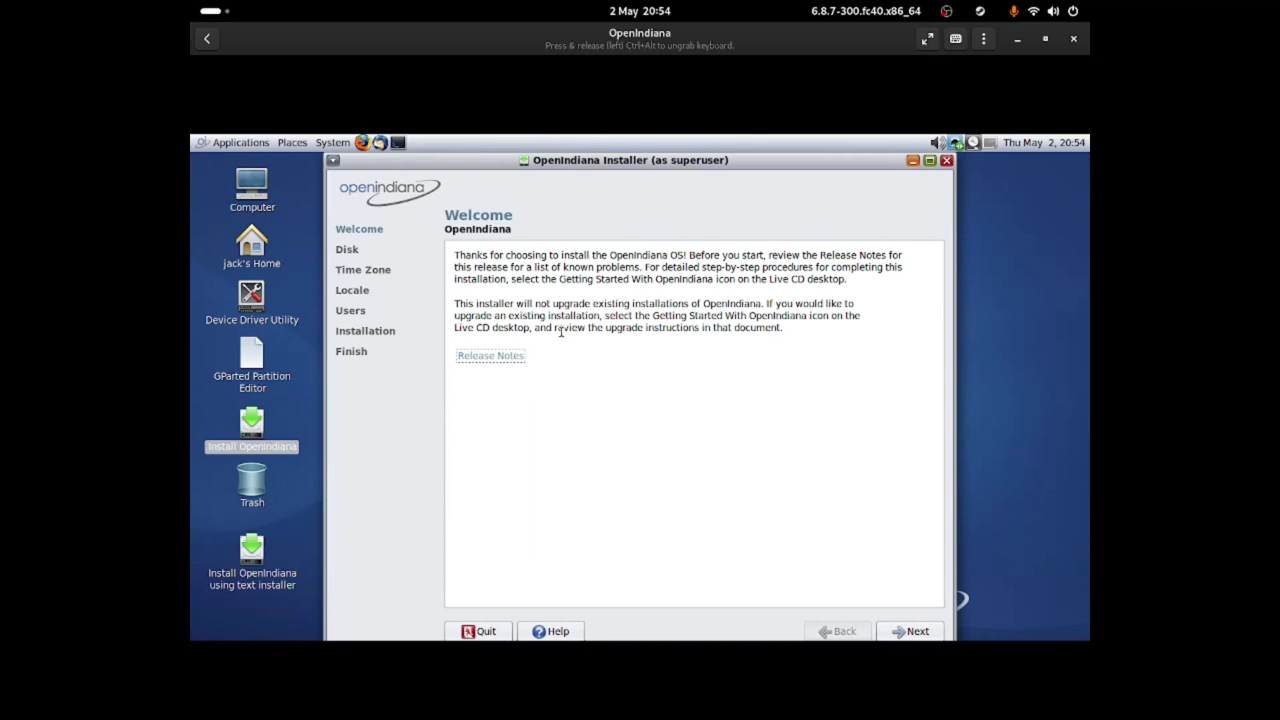 2 May 20:54
6.8.7-300.fc40.x86_64
OpenIndiana
Press & release (left) Ctrl+Alt to ungrab keyboard.
Applications Places System
Thu May 2, 20:54
OpenIndiana Installer (as superuser)
Computer
jack's Home
Device Driver Utility
GParted Partition
Editor
Install OpenIndiana
Trash
Install OpenIndiana
using text installer
openindiana
Welcome
Disk
Time Zone
Locale
Users
Installation
Finish
Welcome
OpenIndiana
Thanks for choosing to install the OpenIndiana OS! Before you start, review the Release Notes for
this release for a list of known problems. For detailed step-by-step procedures for completing this
installation, select the Getting Started With OpenIndiana icon on the Live CD desktop.
This installer will not upgrade existing installations of OpenIndiana. If you would like to
upgrade an existing installation, select the Getting Started With OpenIndiana icon on the
Live CD desktop, and review the upgrade instructions in that document.
Release Notes
Quit
Help
Back
Next